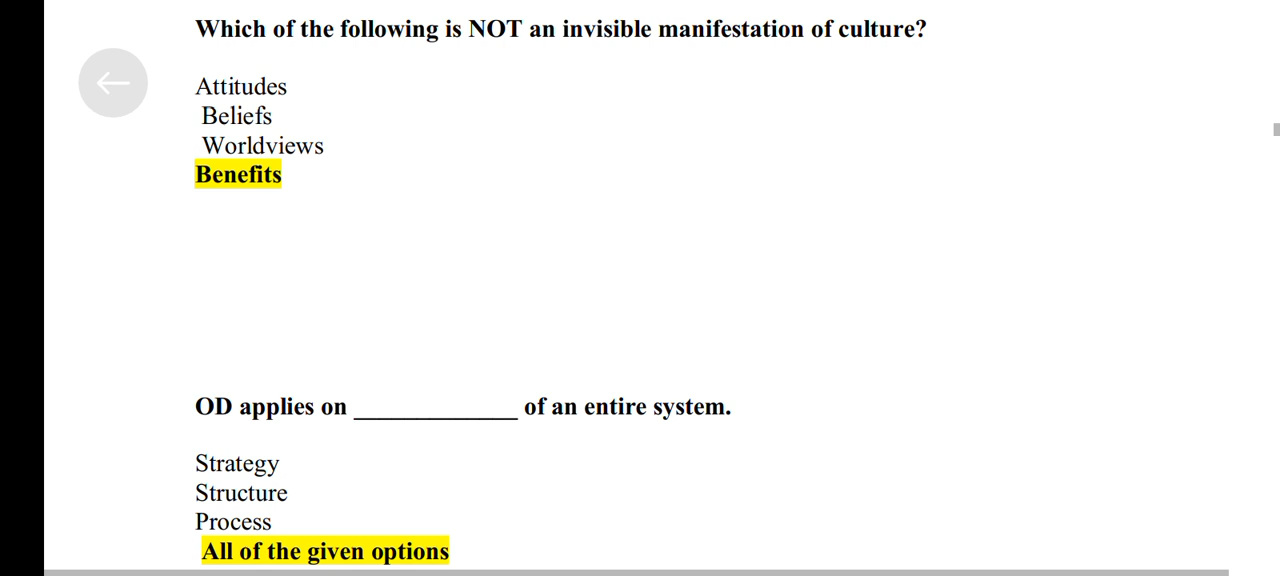 Which of the following is NOT an invisible manifestation of culture?
Attitudes
Beliefs
Worldviews
Benefits
OD applies on _____________ of an entire system.
Strategy
Structure
Process
All of the given options